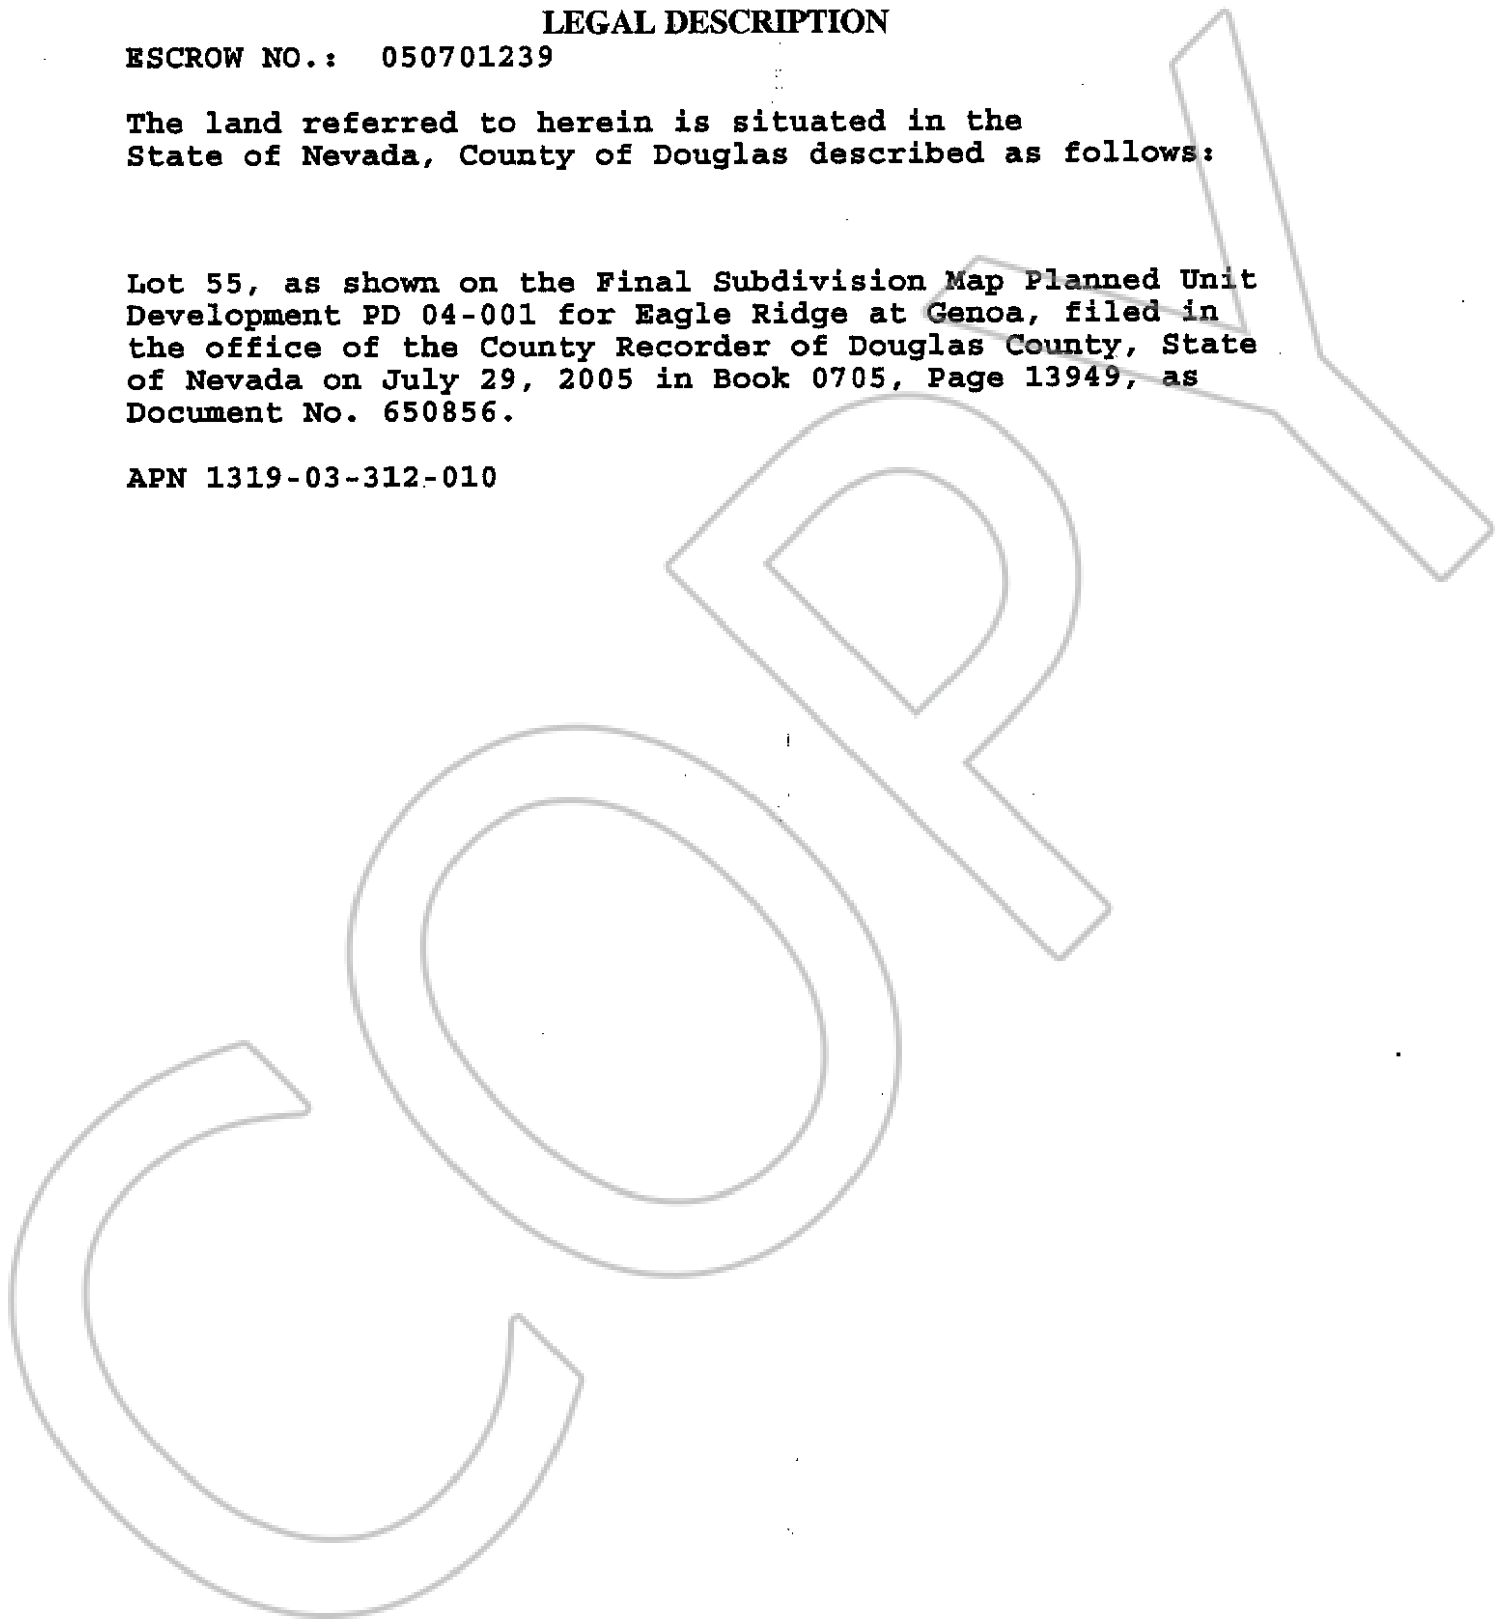 LEGAL DESCRIPTION
ESCROW NO.: 050701239
The land referred to herein is situated in the
State of Nevada, County of Douglas described as follows:
Lot 55, as shown on the Final Subdivision Map Planned Unit
Development PD 04-001 for Eagle Ridge at Genoa, filed in
the office of the County Recorder of Douglas County, State
of Nevada on July 29, 2005 in Book 0705, Page 13949, as
Document No. 650856.
APN 1319-03-312-010
COPY